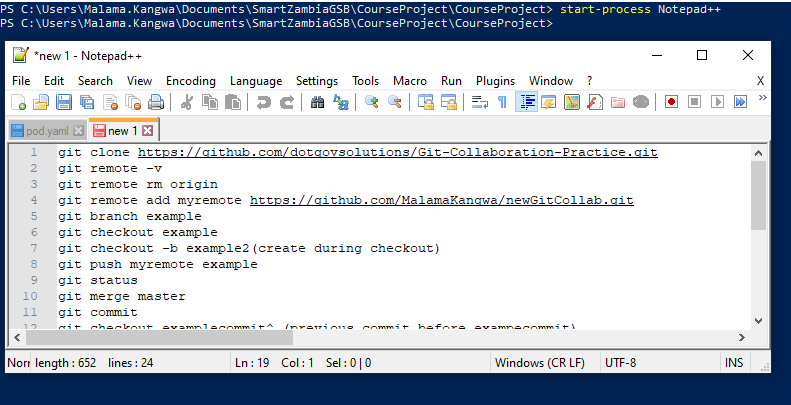 PS C:\Users\Malama.Kangwa\Documents\SmartZambiaGSB\CourseProject\CourseProject> start-process Notepad++
PS C:\Users\Malama.Kangwa\Documents\SmartZambiaGSB\CourseProject\CourseProject>
*new 1 - Notepad++
File Edit Search View Encoding Language Settings Tools Macro Run Plugins Window ? X
pod.yaml new 1
1 git clone https://github.com/dotgovsolutions/Git-Collaboration-Practice.git
2 git remote -v
3 git remote rm origin
4 git remote add myremote https://github.com/MalamaKangwa/newGitCollab.git
5 git branch example
6 git checkout example
7 git checkout -b example2(create during checkout)
8 git push myremote example
9 git status
10 git merge master
11 git commit
12 git checkout examplecommit^ (previous commit before exampecommit)
Norr length : 652 lines : 24 Ln : 19 Col : 1 Sel : 0 | 0 Windows (CR LF) UTF-8 INS